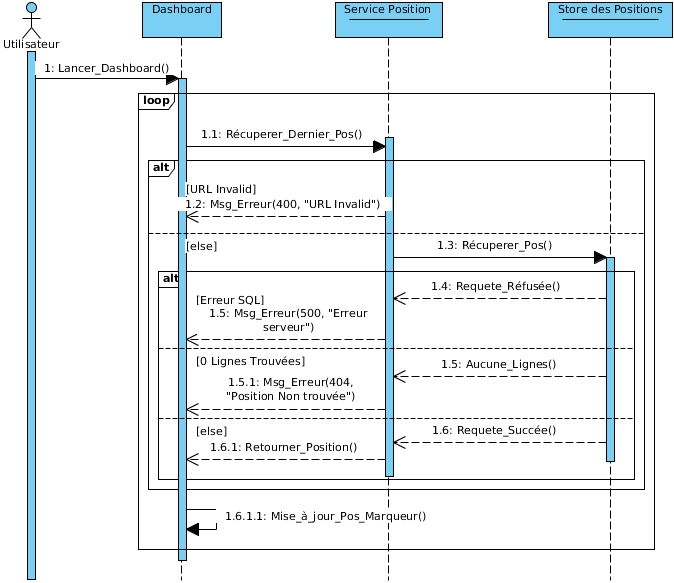 Dashboard
Service Position
Store des Positions
Utilisateur
1: Lancer_Dashboard()
loop
1.1: Récuperer_Dernier_Pos()
alt
[URL Invalid]
1.2: Msg_Erreur(400, "URL Invalid")
[else]
1.3: Récuperer_Pos()
alt
1.4: Requete_Réfusée()
[Erreur SQL]
1.5: Msg_Erreur(500, "Erreur
serveur")
[0 Lignes Trouvées]
1.5: Aucune_Lignes()
1.5.1: Msg_Erreur(404,
"Position Non trouvée")
[else]
1.6: Requete_Succée()
1.6.1: Retourner_Position()
1.6.1.1: Mise_à_jour_Pos_Marqueur()